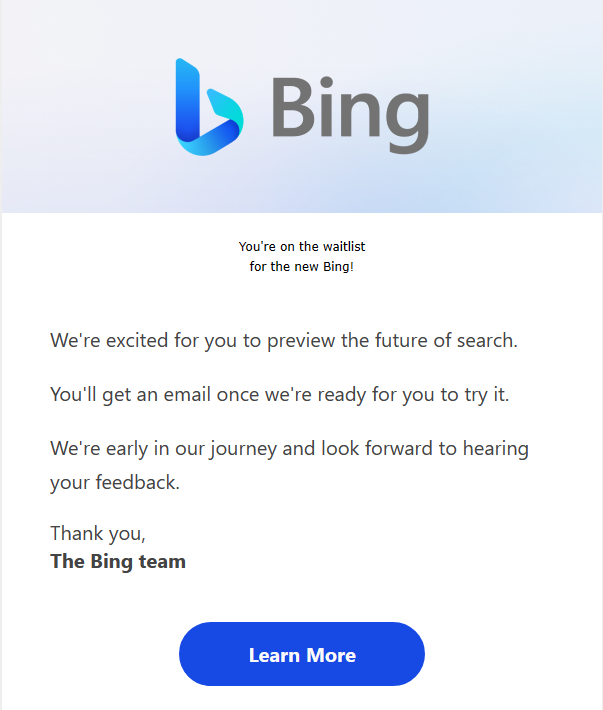 Bing
You're on the waitlist
for the new Bing!
We're excited for you to preview the future of search.
You'll get an email once we're ready for you to try it.
We're early in our journey and look forward to hearing
your feedback.
Thank you,
The Bing team
Learn More